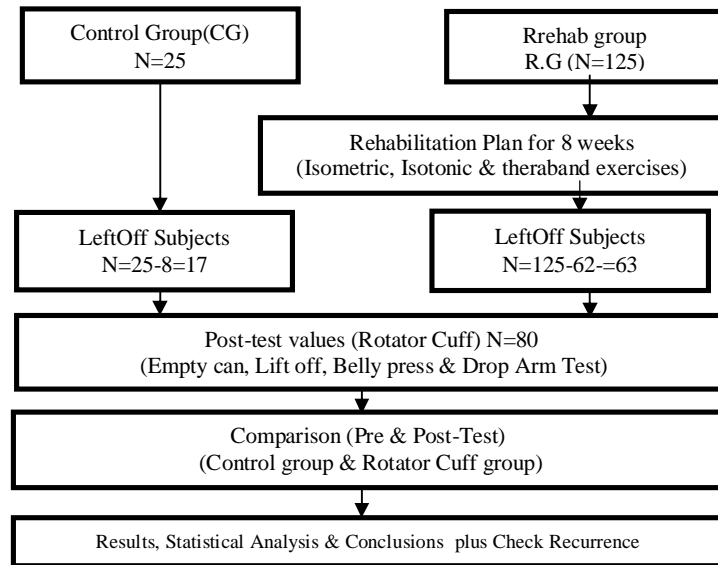 Control Group(CG)
N=25
Rrehab group
R.G (N=125)
Rehabilitation Plan for 8 weeks
(Isometric, Isotonic & theraband exercises)
LeftOff Subjects
N=25-8=17
LeftOff Subjects
N=125-62-=63
Post-test values (Rotator Cuff) N=80
(Empty can, Lift off, Belly press & Drop Arm Test)
Comparison (Pre & Post-Test)
(Control group & Rotator Cuff group)
Results, Statistical Analysis & Conclusions plus Check Recurrence